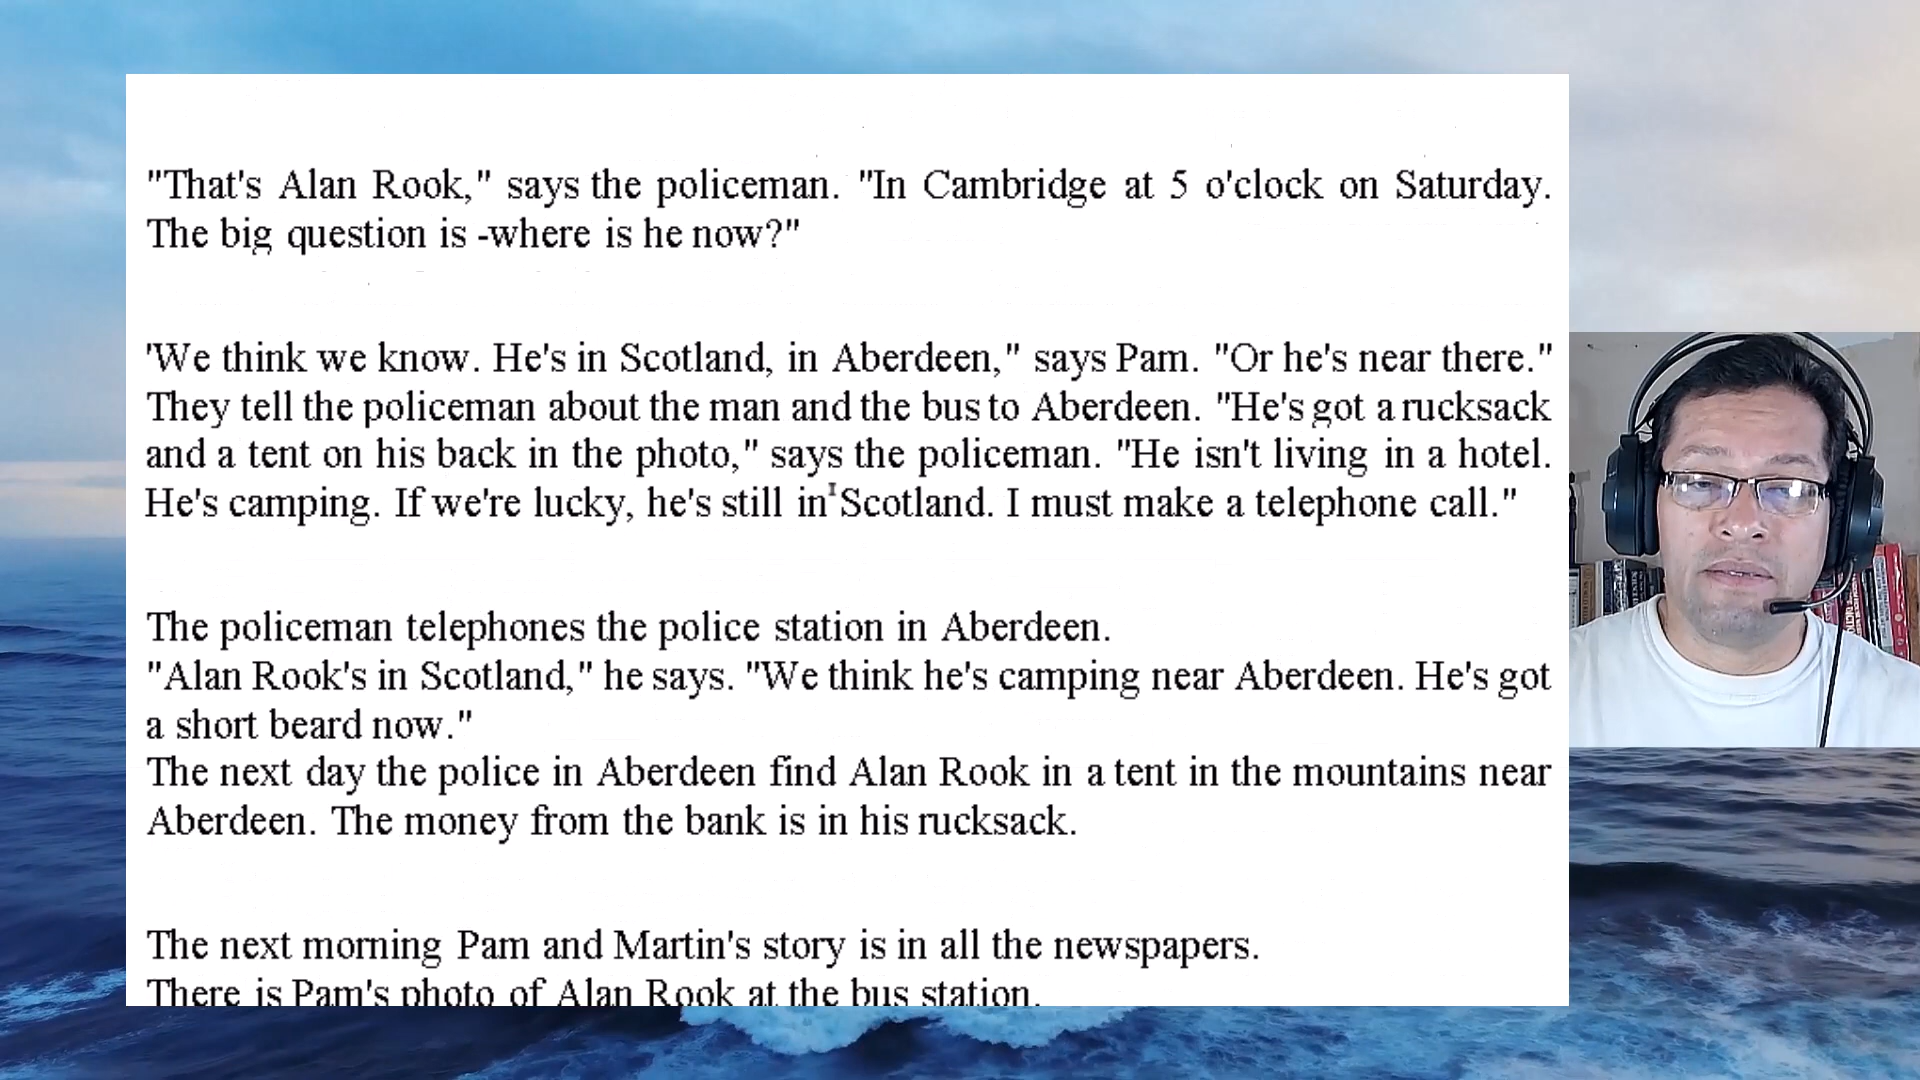 "That's Alan Rook," says the policeman. "In Cambridge at 5 o'clock on Saturday.
The big question is -where is he now?"
'We think we know. He's in Scotland, in Aberdeen," says Pam. "Or he's near there."
They tell the policeman about the man and the bus to Aberdeen. "He's got a rucksack
and a tent on his back in the photo," says the policeman. "He isn't living in a hotel.
He's camping. If we're lucky, he's still in Scotland. I must make a telephone call."
The policeman telephones the police station in Aberdeen.
"Alan Rook's in Scotland," he says. "We think he's camping near Aberdeen. He's got
a short beard now."
The next day the police in Aberdeen find Alan Rook in a tent in the mountains near
Aberdeen. The money from the bank is in his rucksack.
The next morning Pam and Martin's story is in all the newspapers.
There is Pam's photo of Alan Rook at the bus station.